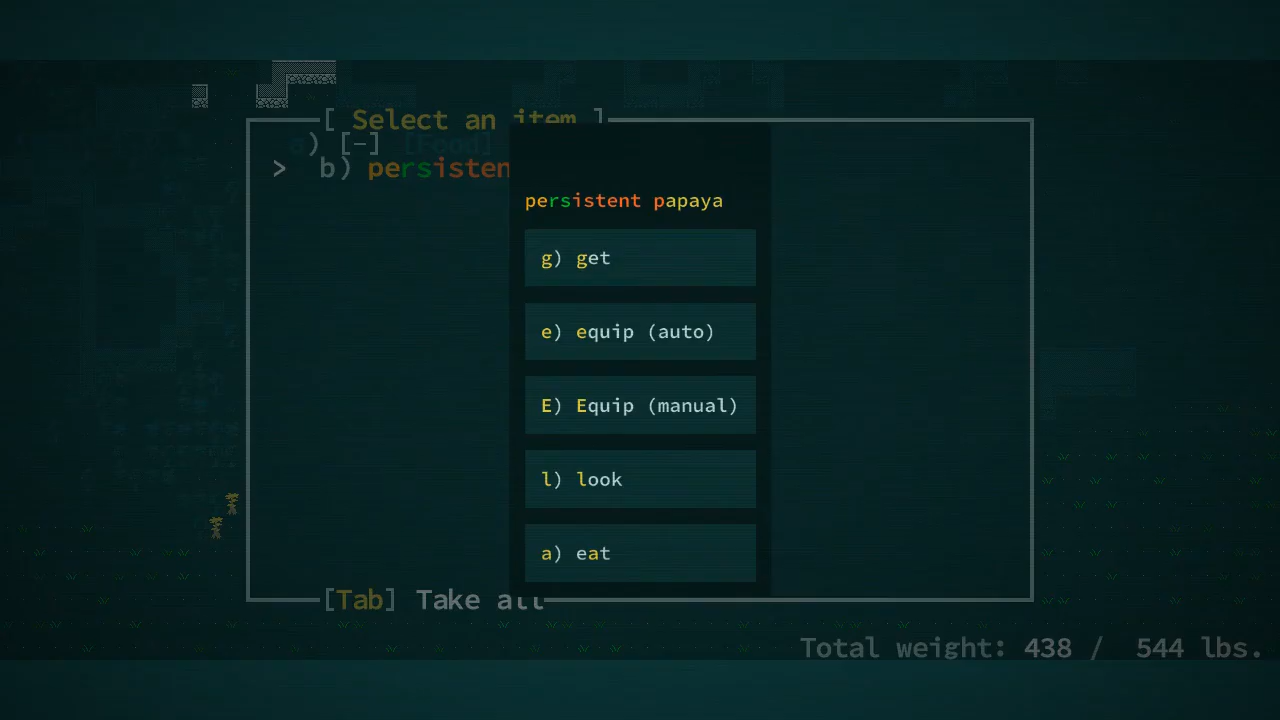 [ Select an item ]
a) [-] [Food]
> b) persisten
persistent papaya
g) get
e) equip (auto)
E) Equip (manual)
l) look
a) eat
[Tab] Take all
Total weight: 438 / 544 lbs.